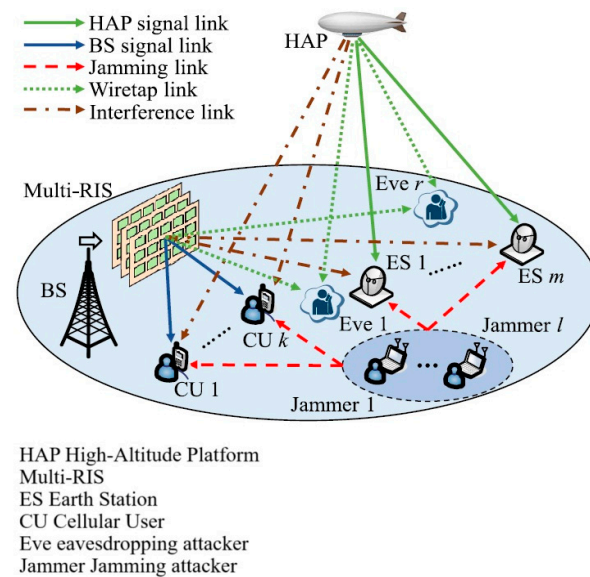 HAP signal link
BS signal link
Jamming link
Wiretap link
Interference link
HAP
Multi-RIS
Eve r
BS
ES 1
ES m
CU k
Eve 1
Jammer l
CU 1
Jammer 1
HAP High-Altitude Platform
Multi-RIS
ES Earth Station
CU Cellular User
Eve eavesdropping attacker
Jammer Jamming attacker